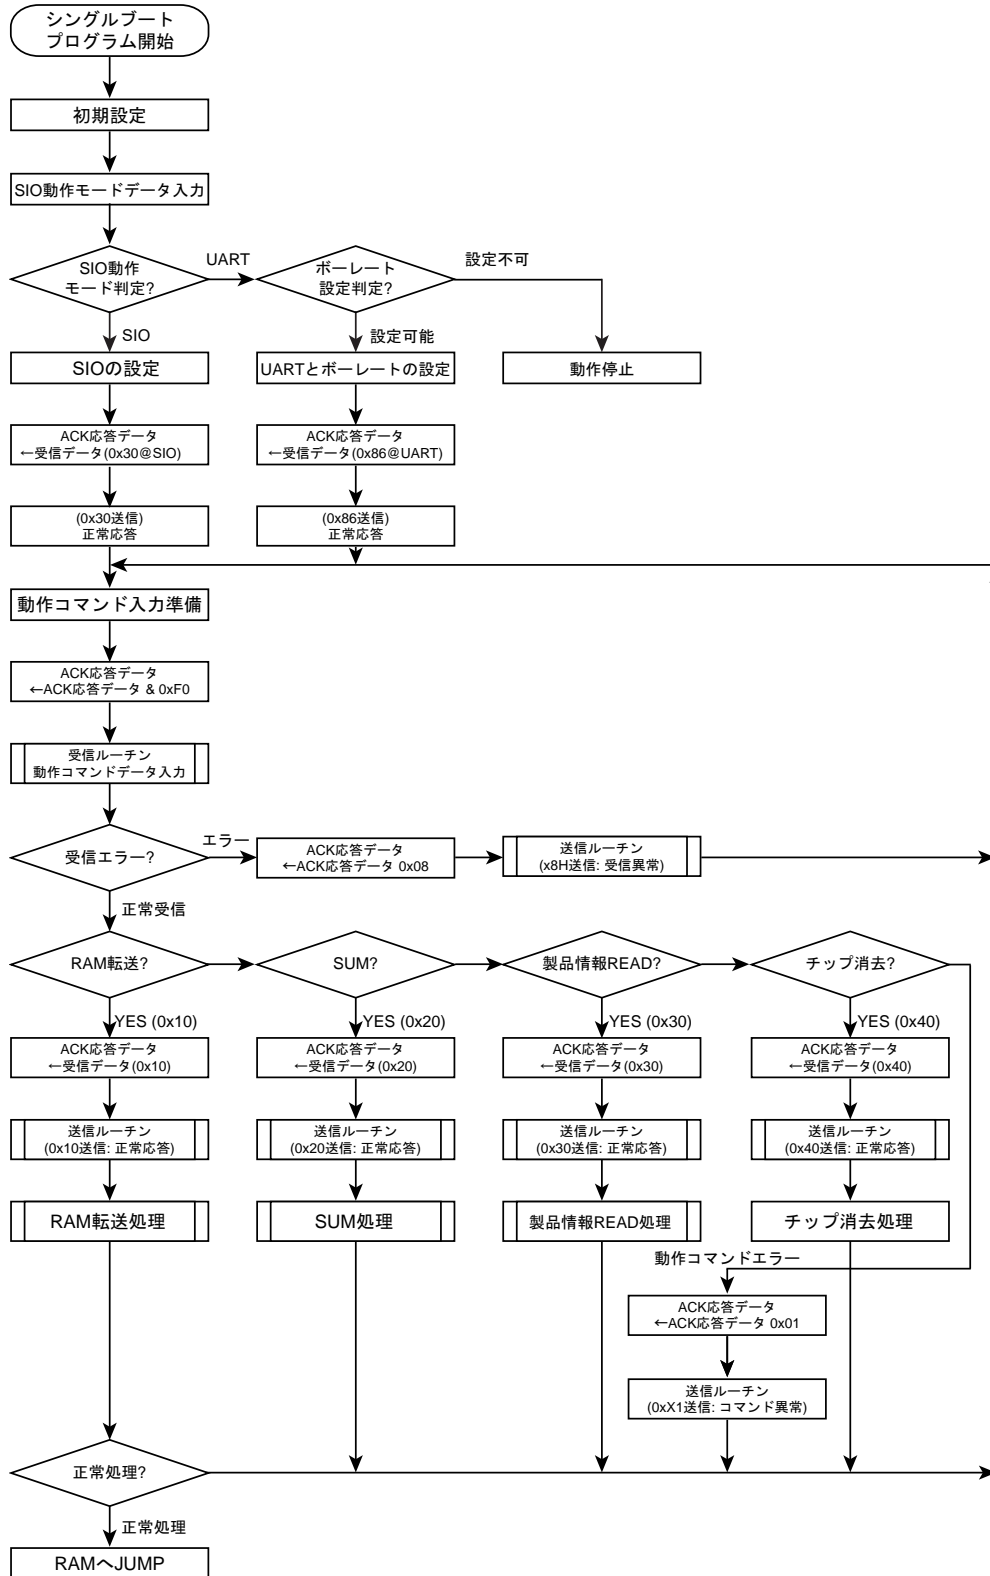 シングルブート
プログラム開始
初期設定
SIO動作モードデータ入力
SIO動作
モード判定?
UART
ボーレート
設定判定?
設定不可
SIO
設定可能
SIOの設定
UARTとボーレートの設定
動作停止
ACK応答データ
←受信データ(0x30@SIO)
ACK応答データ
←受信データ(0x86@UART)
(0x30送信)
正常応答
(0x86送信)
正常応答
動作コマンド入力準備
ACK応答データ
←ACK応答データ & 0xF0
受信ルーチン
動作コマンドデータ入力
受信エラー?
エラー
ACK応答データ
←ACK応答データ 0x08
送信ルーチン
(x8H送信: 受信異常)
正常受信
RAM転送?
SUM?
製品情報READ?
チップ消去?
YES (0x10)
YES (0x20)
YES (0x30)
YES (0x40)
ACK応答データ
←受信データ(0x10)
ACK応答データ
←受信データ(0x20)
ACK応答データ
←受信データ(0x30)
ACK応答データ
←受信データ(0x40)
送信ルーチン
(0x10送信: 正常応答)
送信ルーチン
(0x20送信: 正常応答)
送信ルーチン
(0x30送信: 正常応答)
送信ルーチン
(0x40送信: 正常応答)
RAM転送処理
SUM処理
製品情報READ処理
チップ消去処理
動作コマンドエラー
ACK応答データ
←ACK応答データ 0x01
送信ルーチン
(0xX1送信: コマンド異常)
正常処理?
正常処理
RAMへJUMP